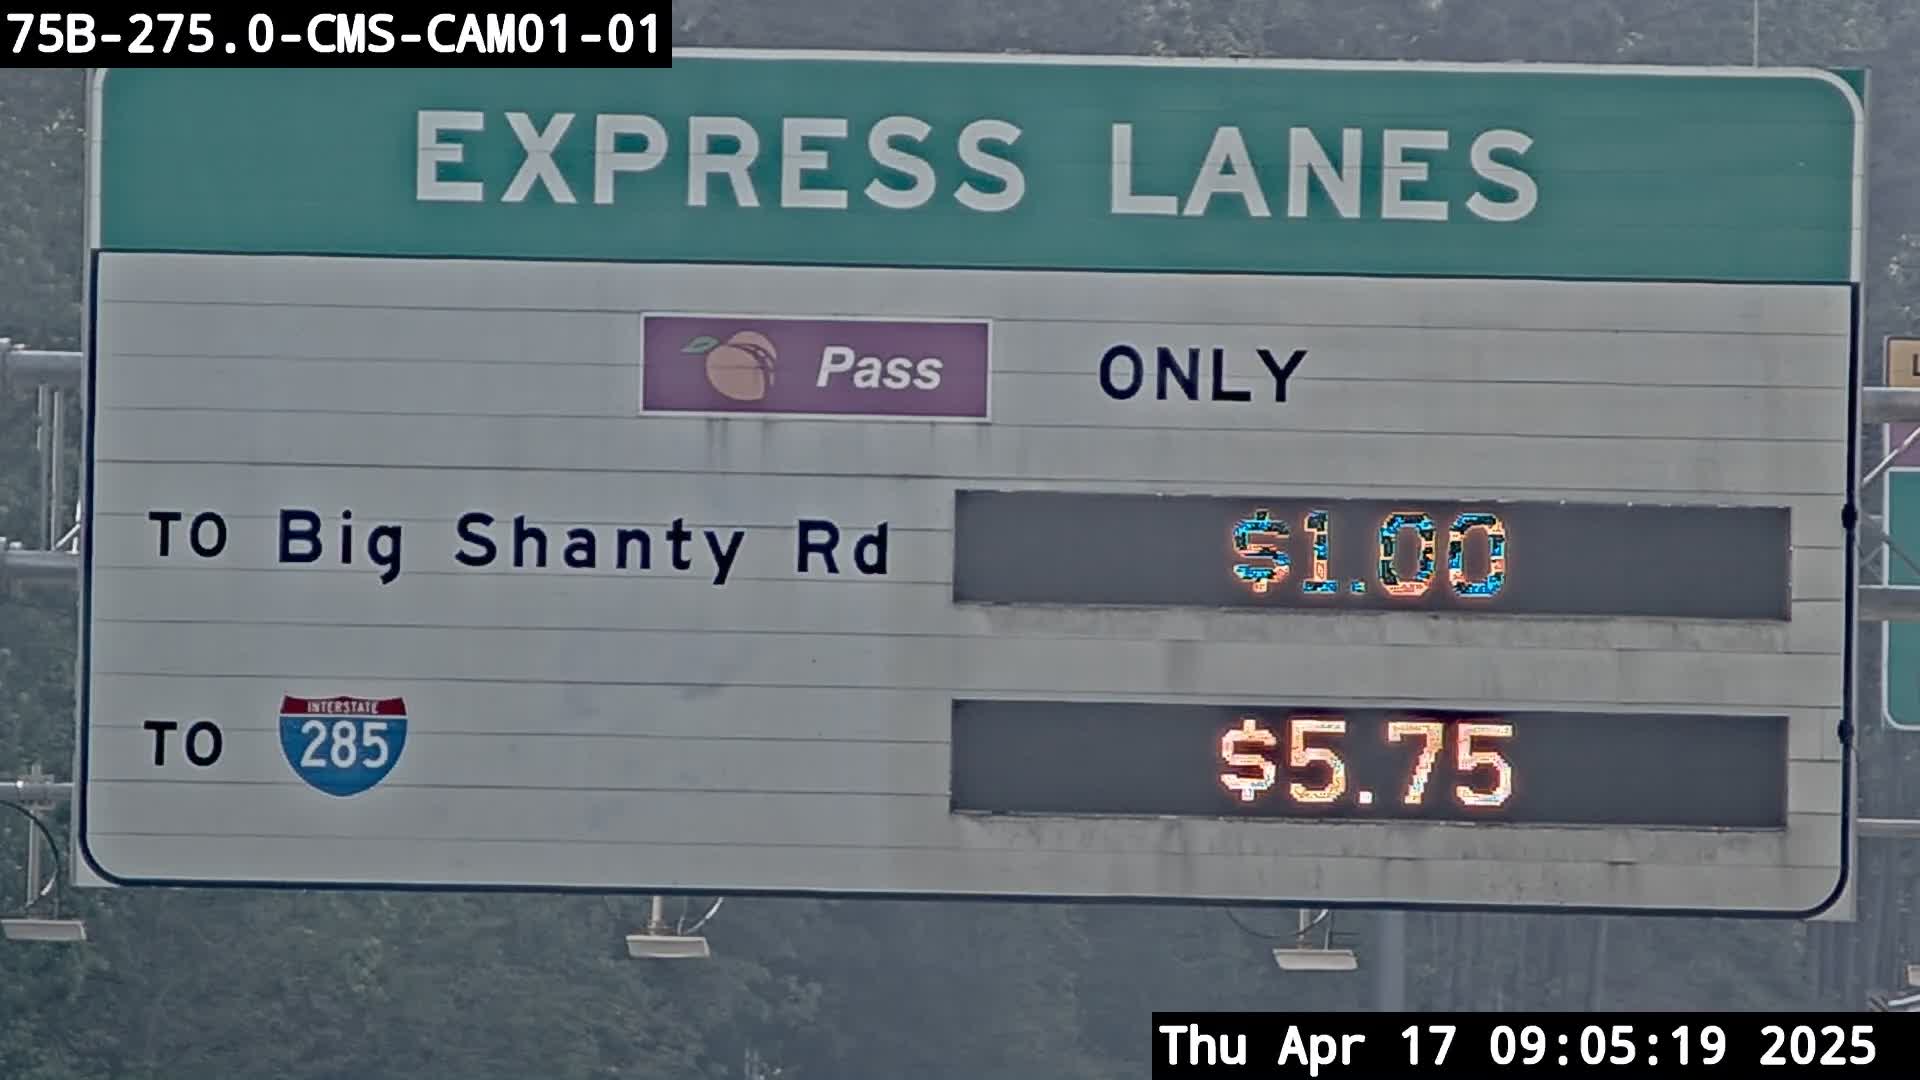 75B-275.0-CMS-CAM01-01
EXPRESS LANES
Pass ONLY
TO Big Shanty Rd $1.00
TO INTERSTATE 285 $5.75
Thu Apr 17 09:05:19 2025